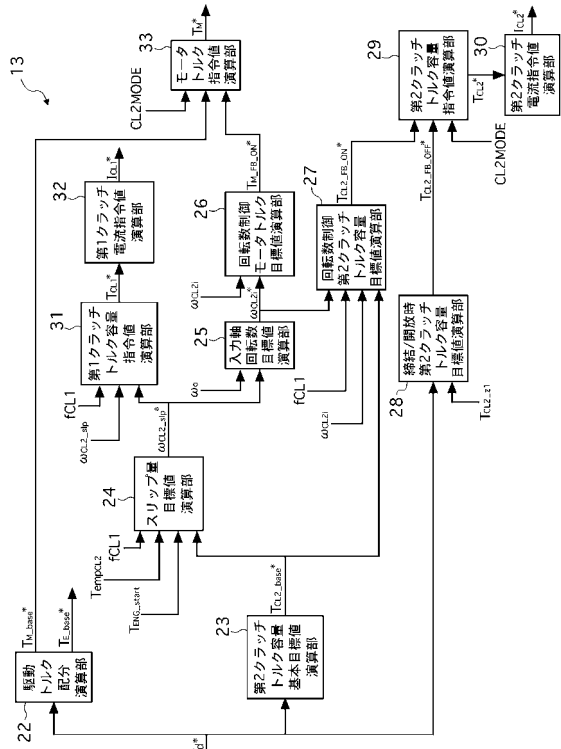 13
22
駆動
トルク
配分
演算部
T_M_base*
T_E_base*
d*
23
第2クラッチ
トルク容量
基本目標値
演算部
T_CL2_base*
24
スリップ量
目標値
演算部
fCL1
Temp_CL2
T_ENG_start
ω_CL2_slp*
31
第1クラッチ
トルク容量
指令値
演算部
fCL1
ω_CL2_slp
T_CL1*
32
第1クラッチ
電流指令値
演算部
I_CL1*
25
入力軸
回転数
目標値
演算部
ω_o
ω_CL2i*
26
回転数制御
モータトルク
目標値演算部
ω_CL2i
T_M_FB_ON*
27
回転数制御
第2クラッチ
トルク容量
目標値演算部
fCL1
ω_CL2i
T_CL2_FB_ON*
28
締結/開放時
第2クラッチ
トルク容量
目標値演算部
T_CL2_z1
T_CL2_FB_OFF*
33
モータ
トルク
指令値
演算部
CL2MODE
T_M*
29
第2クラッチ
トルク容量
指令値演算部
CL2MODE
T_CL2*
30
第2クラッチ
電流指令値
演算部
I_CL2*